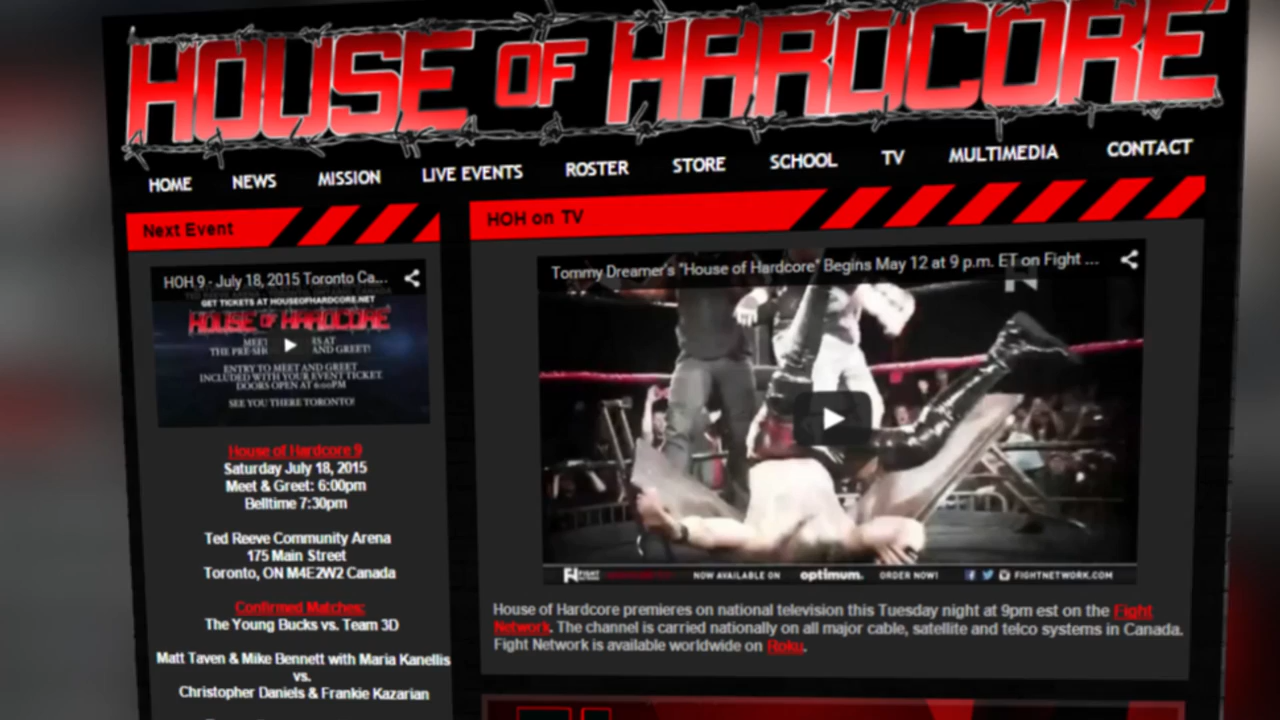 HOUSE OF HARDCORE
HOME NEWS MISSION LIVE EVENTS ROSTER STORE SCHOOL TV MULTIMEDIA CONTACT
Next Event
HOH 9 - July 18, 2015 Toronto Ca...
GET TICKETS AT HOUSEOFHARDCORE.NET
HOUSE OF HARDCORE
MEET
THE PRE-SH AND GREET!
ENTRY TO MEET AND GREET
INCLUDED WITH YOUR EVENT TICKET.
DOORS OPEN AT 6:00PM
SEE YOU THERE TORONTO!
House of Hardcore 9
Saturday July 18, 2015
Meet & Greet: 6:00pm
Belltime 7:30pm
Ted Reeve Community Arena
175 Main Street
Toronto, ON M4E2W2 Canada
Confirmed Matches:
The Young Bucks vs. Team 3D
Matt Taven & Mike Bennett with Maria Kanellis
vs.
Christopher Daniels & Frankie Kazarian
HOH on TV
Tommy Dreamer's "House of Hardcore" Begins May 12 at 9 p.m. ET on Fight ...
FIGHT NOW AVAILABLE ON optimum. ORDER NOW! FIGHTNETWORK.COM
House of Hardcore premieres on national television this Tuesday night at 9pm est on the Fight
Network. The channel is carried nationally on all major cable, satellite and telco systems in Canada.
Fight Network is available worldwide on Roku.